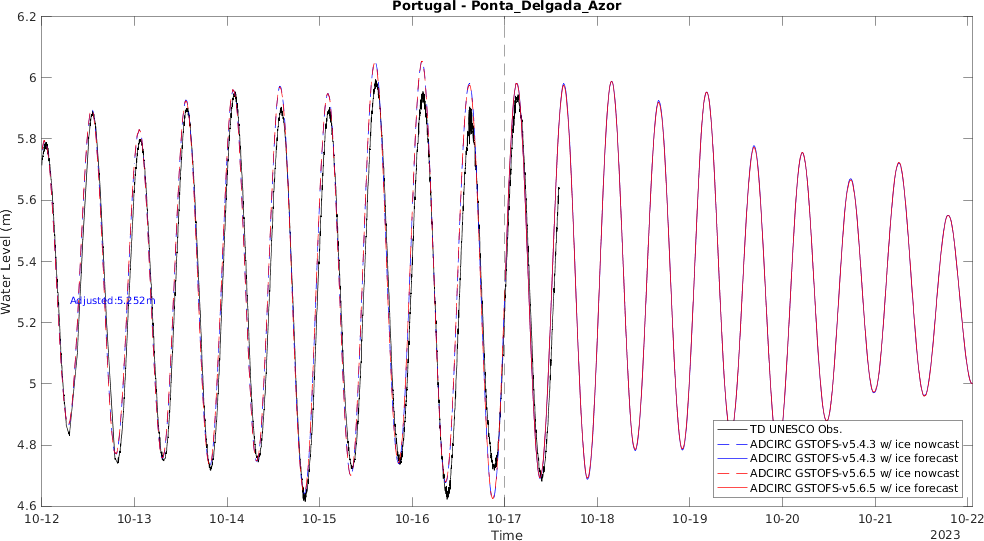 Portugal - Ponta_Delgada_Azor
6.2
6
5.8
5.6
5.4
5.2
5
4.8
4.6
Water Level (m)
Adjusted:5.252m
TD UNESCO Obs.
ADCIRC GSTOFS-v5.4.3 w/ ice nowcast
ADCIRC GSTOFS-v5.4.3 w/ ice forecast
ADCIRC GSTOFS-v5.6.5 w/ ice nowcast
ADCIRC GSTOFS-v5.6.5 w/ ice forecast
10-12 10-13 10-14 10-15 10-16 10-17 10-18 10-19 10-20 10-21 10-22
Time
2023